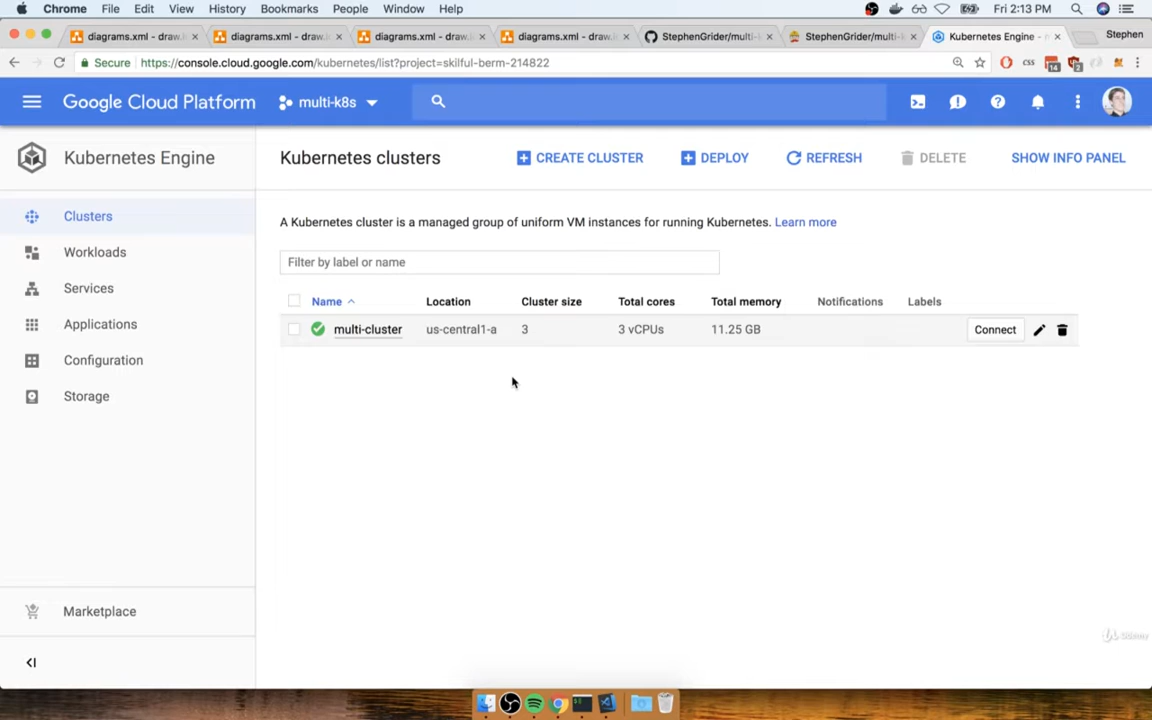 Chrome File Edit View History Bookmarks People Window Help Fri 2:13 PM
diagrams.xml - draw.i × diagrams.xml - draw.i × diagrams.xml - draw.i × diagrams.xml - draw.i × StephenGrider/multi- × StephenGrider/multi-k × Kubernetes Engine - m × Stephen
Secure https://console.cloud.google.com/kubernetes/list?project=skilful-berm-214822 CSS 14 2
Google Cloud Platform multi-k8s
Kubernetes Engine
Kubernetes clusters CREATE CLUSTER DEPLOY REFRESH DELETE SHOW INFO PANEL
Clusters
Workloads
Services
Applications
Configuration
Storage
Marketplace
A Kubernetes cluster is a managed group of uniform VM instances for running Kubernetes. Learn more
Filter by label or name
Name Location Cluster size Total cores Total memory Notifications Labels
multi-cluster us-central1-a 3 3 vCPUs 11.25 GB Connect
Udemy